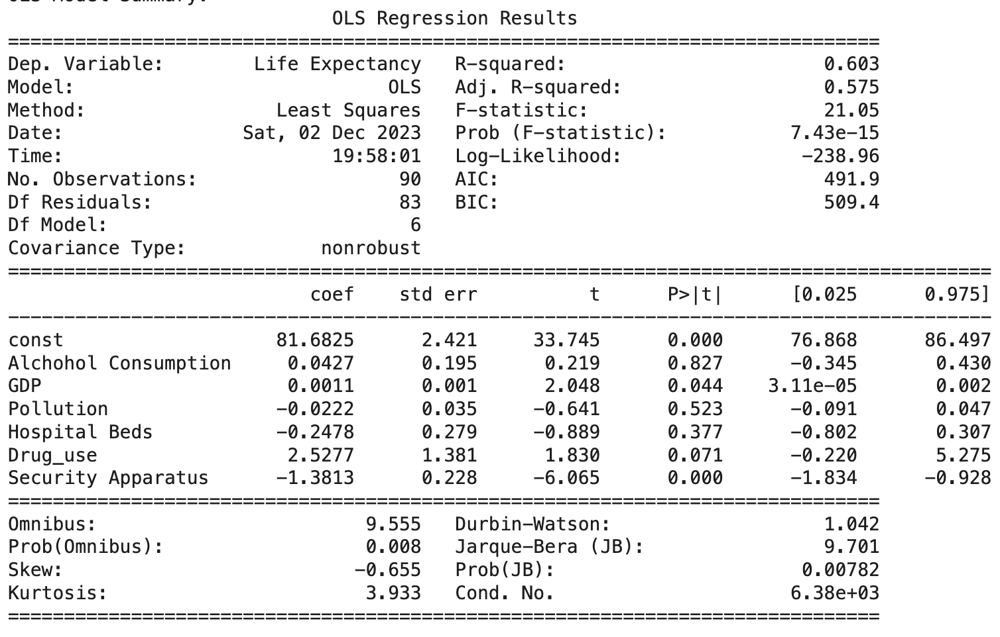 OLS Model Summary:
OLS Regression Results
==============================================================================
Dep. Variable: Life Expectancy R-squared: 0.603
Model: OLS Adj. R-squared: 0.575
Method: Least Squares F-statistic: 21.05
Date: Sat, 02 Dec 2023 Prob (F-statistic): 7.43e-15
Time: 19:58:01 Log-Likelihood: -238.96
No. Observations: 90 AIC: 491.9
Df Residuals: 83 BIC: 509.4
Df Model: 6
Covariance Type: nonrobust
========================================================================================
coef std err t P>|t| [0.025 0.975]
----------------------------------------------------------------------------------------
const 81.6825 2.421 33.745 0.000 76.868 86.497
Alchohol Consumption 0.0427 0.195 0.219 0.827 -0.345 0.430
GDP 0.0011 0.001 2.048 0.044 3.11e-05 0.002
Pollution -0.0222 0.035 -0.641 0.523 -0.091 0.047
Hospital Beds -0.2478 0.279 -0.889 0.377 -0.802 0.307
Drug_use 2.5277 1.381 1.830 0.071 -0.220 5.275
Security Apparatus -1.3813 0.228 -6.065 0.000 -1.834 -0.928
==============================================================================
Omnibus: 9.555 Durbin-Watson: 1.042
Prob(Omnibus): 0.008 Jarque-Bera (JB): 9.701
Skew: -0.655 Prob(JB): 0.00782
Kurtosis: 3.933 Cond. No. 6.38e+03
==============================================================================